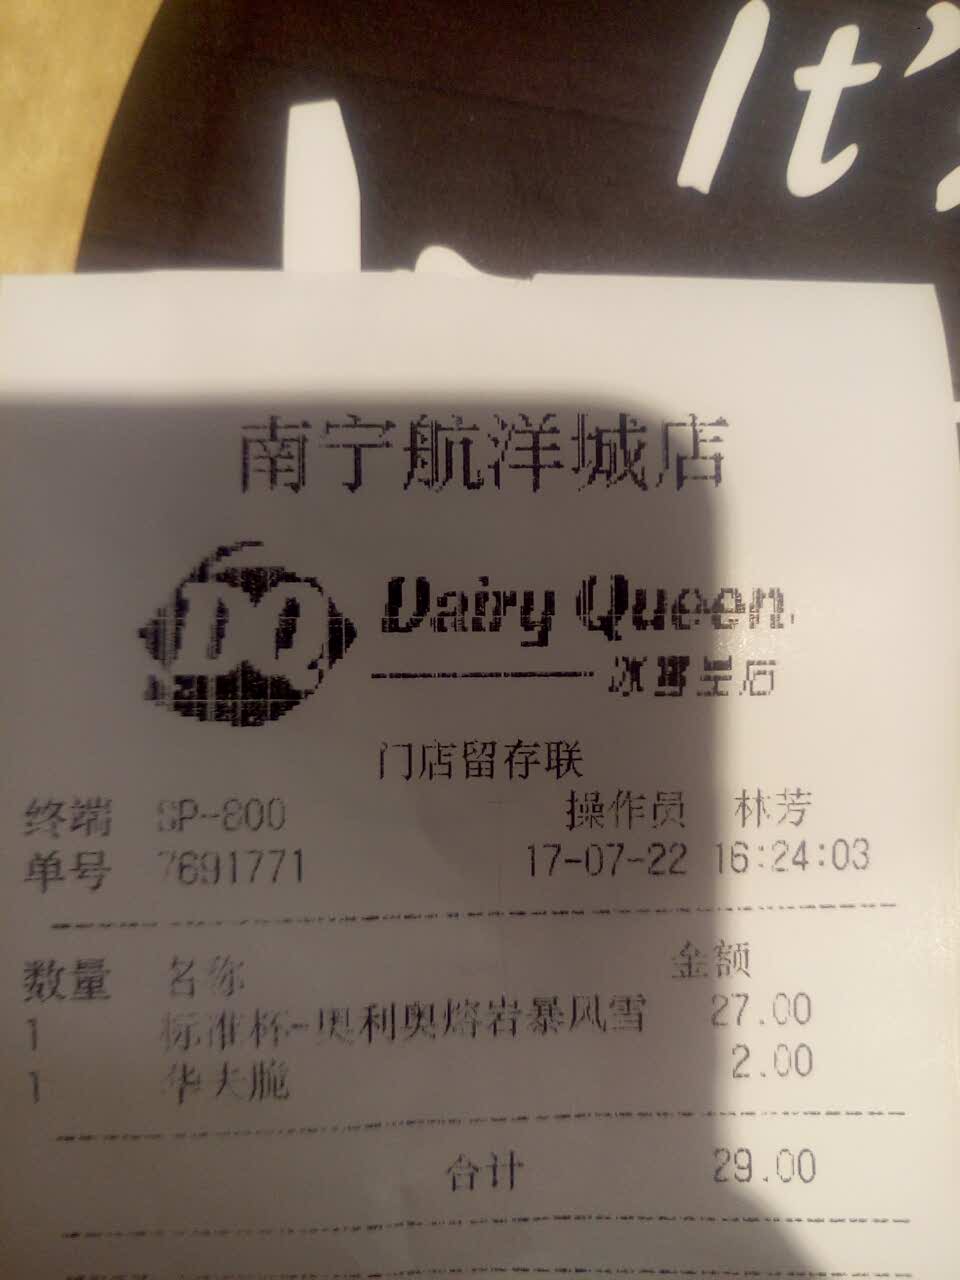 It's
南宁航洋城店
Dairy Queen.
冰雪皇后
门店留存联
终端 SP-800 操作员 林芳
单号 7691771 17-07-22 16:24:03
数量 名称 金额
1 标准杯-奥利奥熔岩暴风雪 27.00
1 华夫脆 2.00
合计 29.00